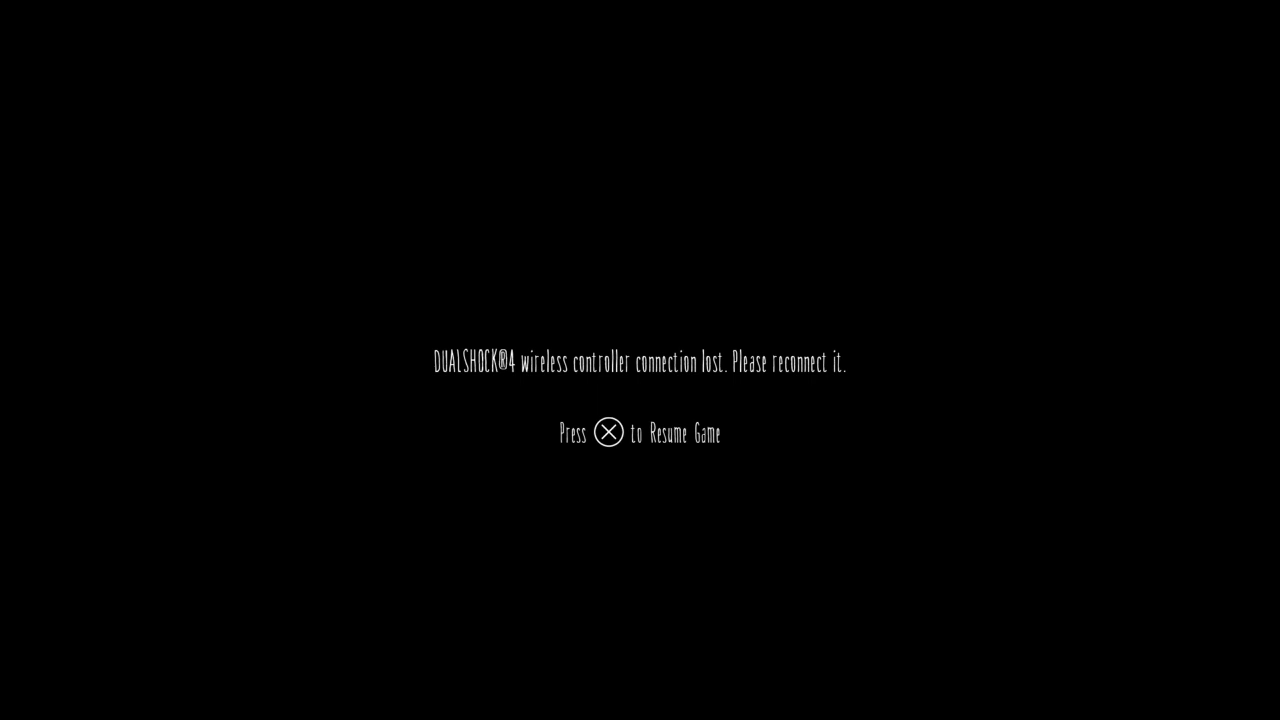 DUALSHOCK®4 wireless controller connection lost. Please reconnect it.
Press Ⓧ to Resume Game